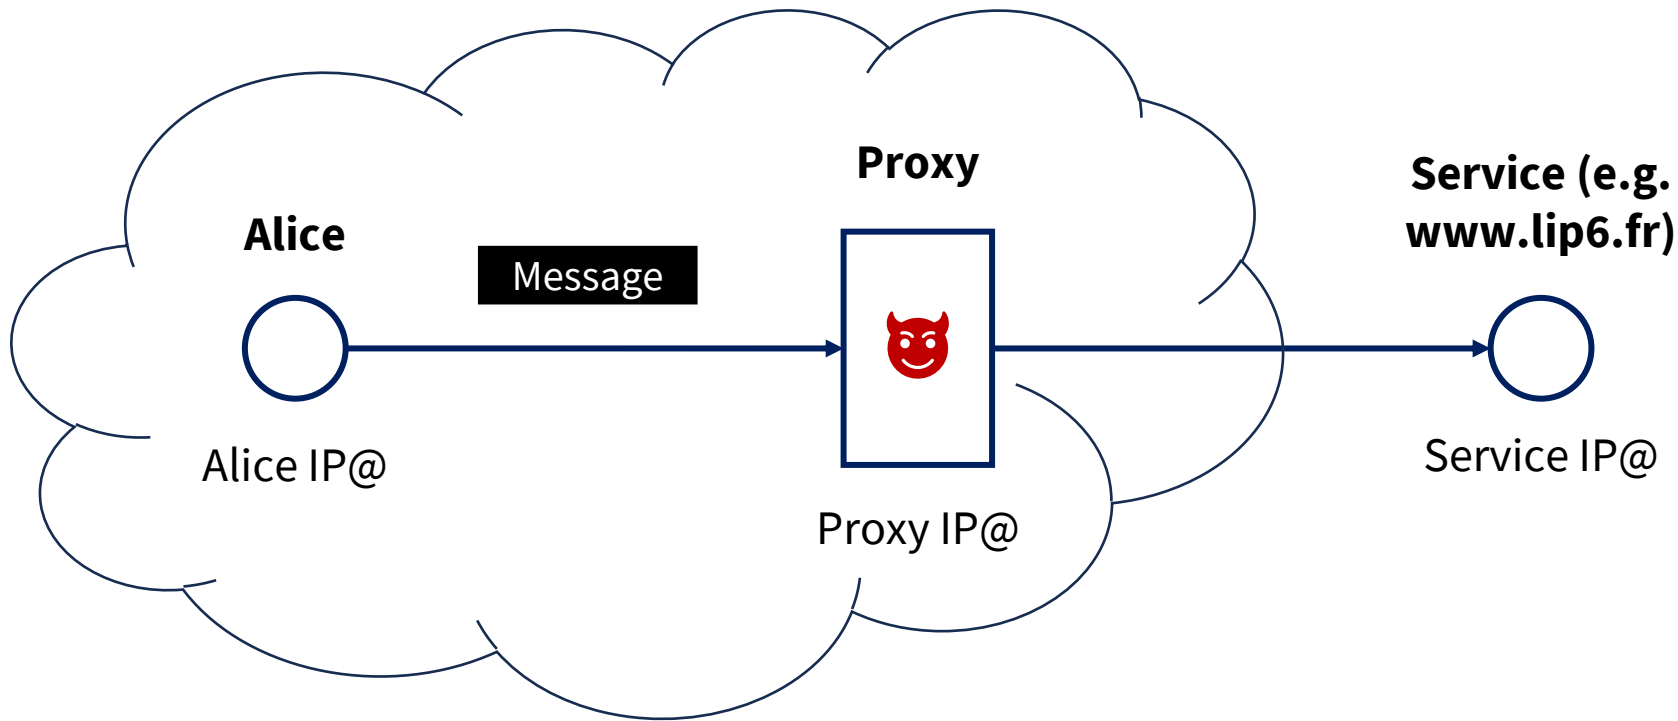 Proxy
Service (e.g.
www.lip6.fr)
Alice
Message
Alice IP@
Service IP@
Proxy IP@